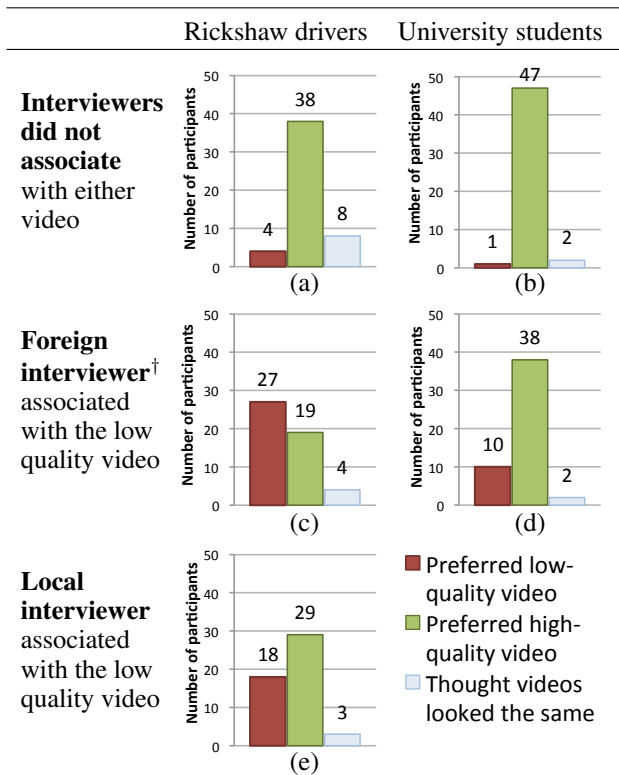 Rickshaw drivers University students
Interviewers
did not
associate
with either
video
Number of participants
50
40
30
20
10
0
4
38
8
(a)
Number of participants
50
40
30
20
10
0
1
47
2
(b)
Foreign
interviewer†
associated
with the low
quality video
Number of participants
50
40
30
20
10
0
27
19
4
(c)
Number of participants
50
40
30
20
10
0
10
38
2
(d)
Local
interviewer
associated
with the low
quality video
Number of participants
50
40
30
20
10
0
18
29
3
(e)
Preferred low-
quality video
Preferred high-
quality video
Thought videos
looked the same